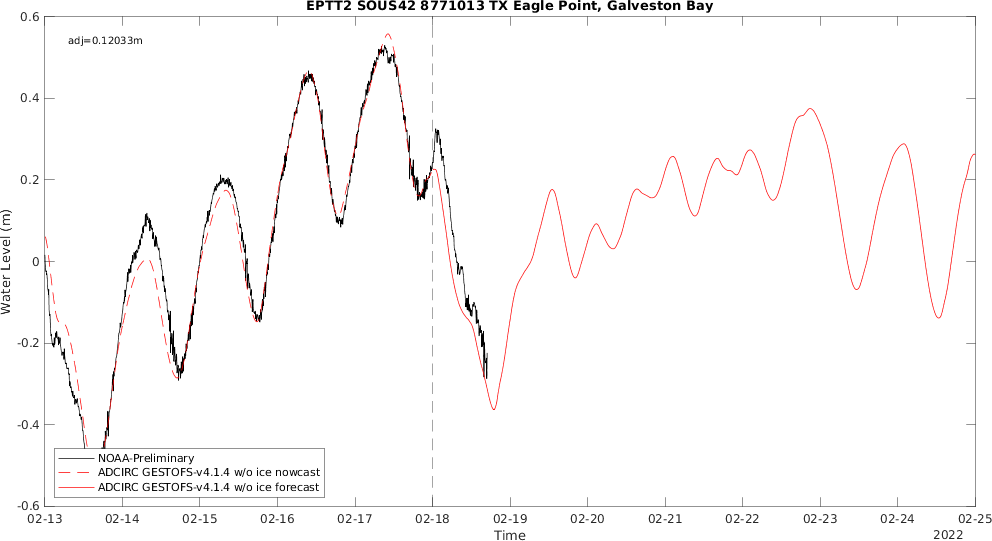 EPTT2 SOUS42 8771013 TX Eagle Point, Galveston Bay
adj=0.12033m
0.6
0.4
0.2
0
-0.2
-0.4
-0.6
Water Level (m)
NOAA-Preliminary
ADCIRC GESTOFS-v4.1.4 w/o ice nowcast
ADCIRC GESTOFS-v4.1.4 w/o ice forecast
02-13 02-14 02-15 02-16 02-17 02-18 02-19 02-20 02-21 02-22 02-23 02-24 02-25
Time
2022